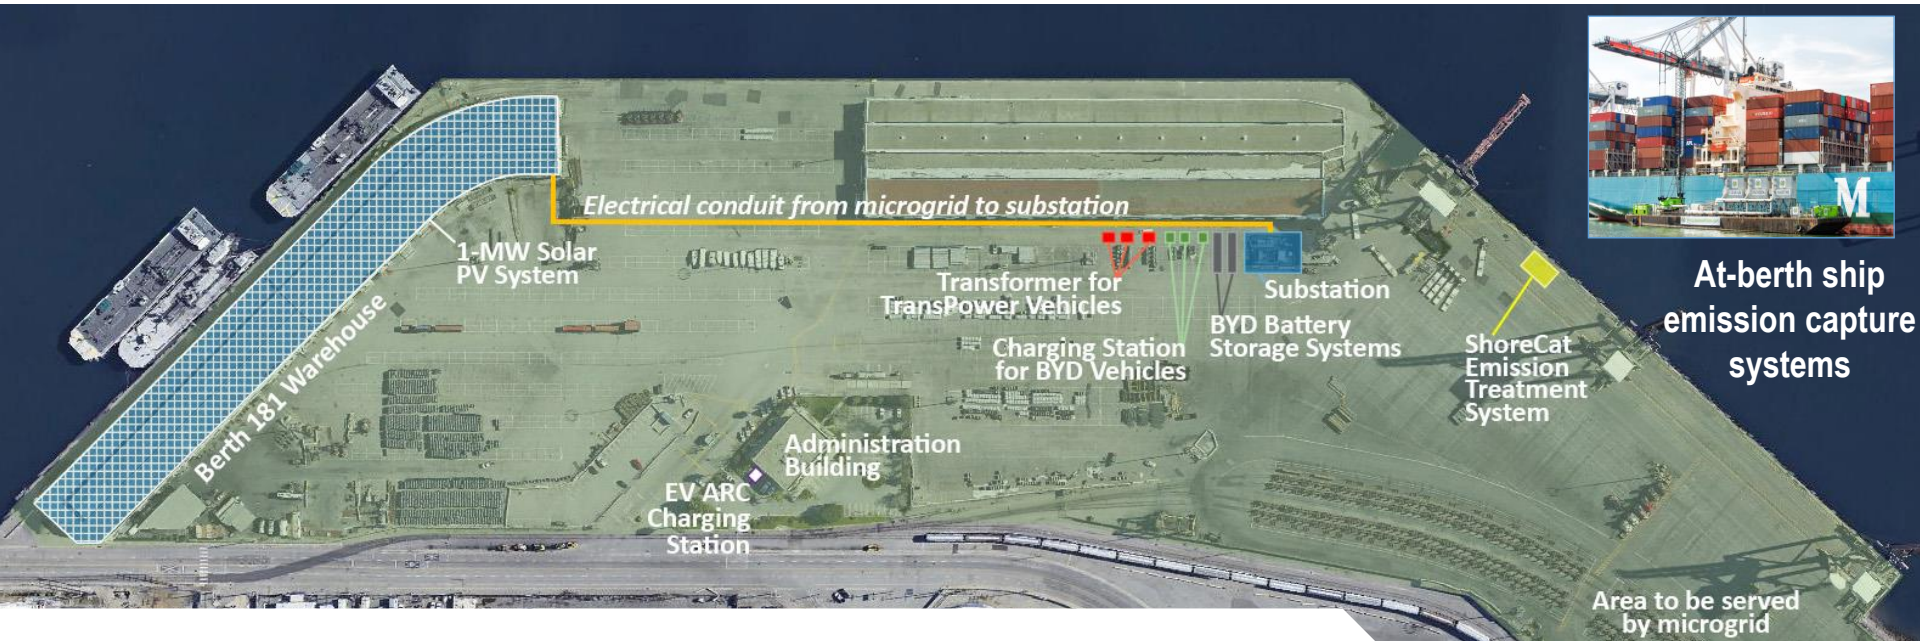 Electrical conduit from microgrid to substation
1-MW Solar
PV System
Berth 181 Warehouse
Transformer for
TransPower Vehicles
Charging Station
for BYD Vehicles
BYD Battery
Storage Systems
Substation
ShoreCat
Emission
Treatment
System
M
At-berth ship
emission capture
systems
Administration
Building
EV ARC
Charging
Station
Area to be served
by microgrid